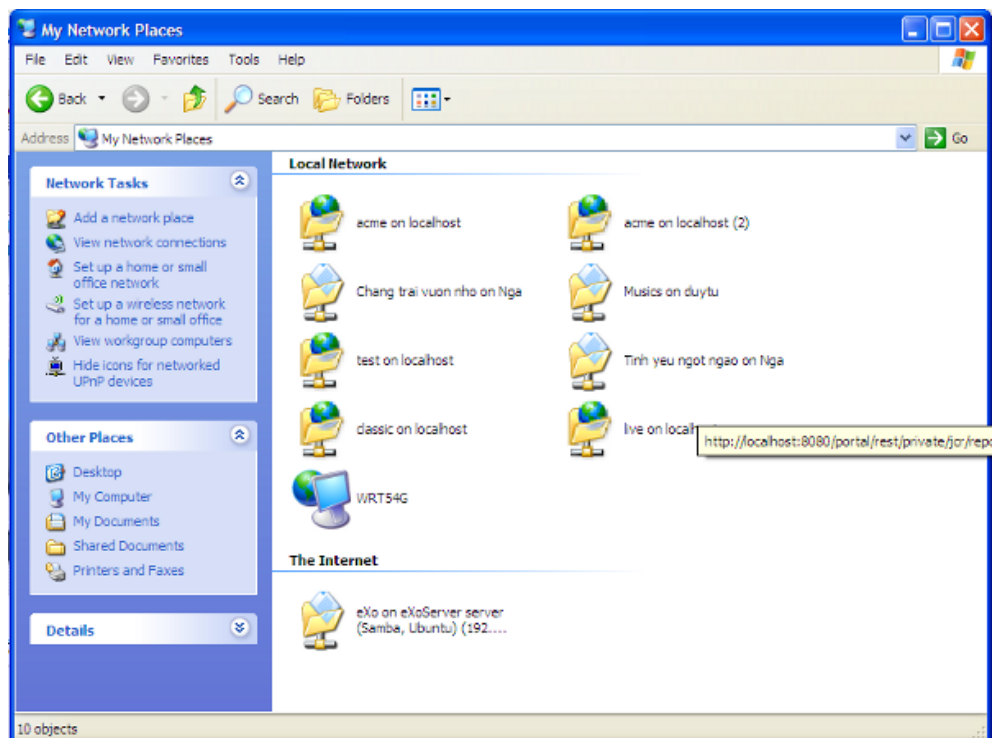 My Network Places
File Edit View Favorites Tools Help
Back Search Folders
Address My Network Places Go
Network Tasks
Add a network place
View network connections
Set up a home or small
office network
Set up a wireless network
for a home or small office
View workgroup computers
Hide icons for networked
UPnP devices
Other Places
Desktop
My Computer
My Documents
Shared Documents
Printers and Faxes
Details
Local Network
acme on localhost
acme on localhost (2)
Chang trai vuon nho on Nga
Musics on duytu
test on localhost
Tinh yeu ngot ngao on Nga
classic on localhost
live on local
http://localhost:8080/portal/rest/private/jcr/repo
WRT54G
The Internet
eXo on eXoServer server
(Samba, Ubuntu) (192....
10 objects